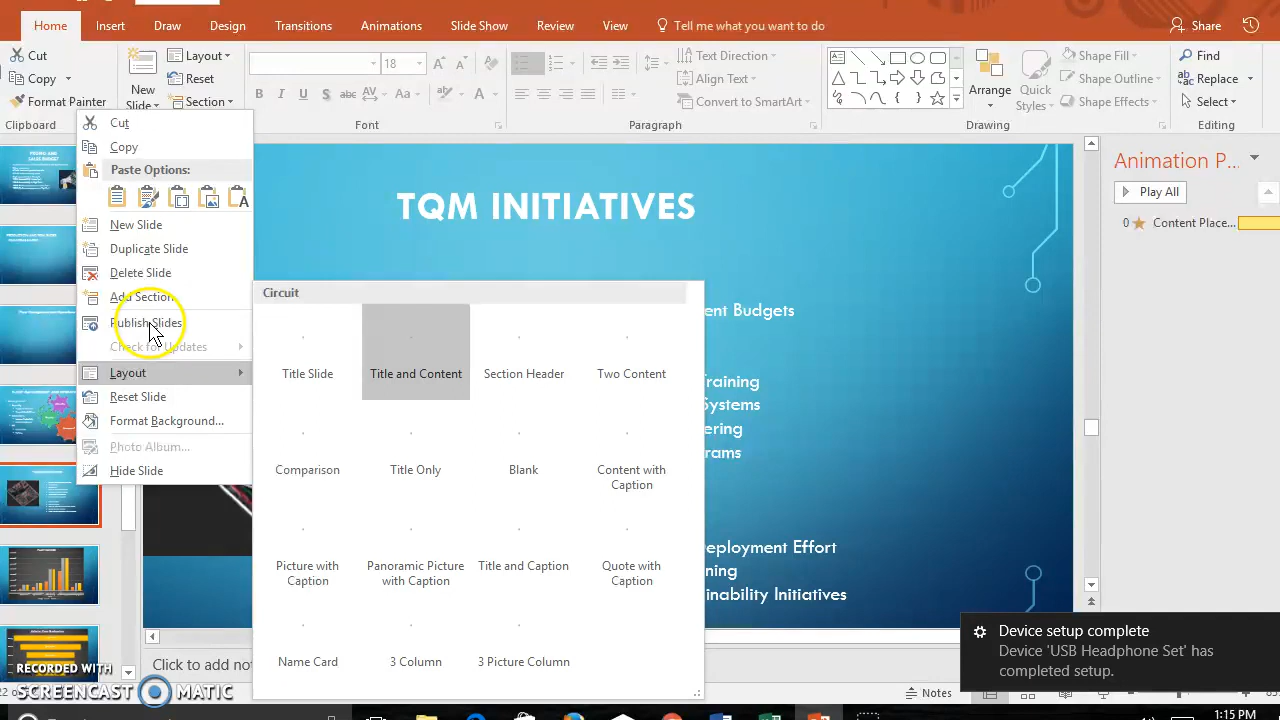 Home Insert Draw Design Transitions Animations Slide Show Review View Tell me what you want to do Share
Cut Layout 18 Text Direction Shape Fill Find
Copy New Reset Align Text Arrange Quick Shape Outline Replace
Format Painter Slide Section B I U S abc AV Aa A Convert to SmartArt Styles Shape Effects Select
Clipboard Font Paragraph Drawing Editing
Cut
Copy
Paste Options:
New Slide
Duplicate Slide
Delete Slide
Add Section
Publish Slides
Check for Updates
Layout
Reset Slide
Format Background...
Photo Album...
Hide Slide
Circuit
Title Slide Title and Content Section Header Two Content
Comparison Title Only Blank Content with
Caption
Picture with Panoramic Picture Title and Caption Quote with
Caption with Caption Caption
Name Card 3 Column 3 Picture Column
TQM INITIATIVES
ent Budgets
raining
Systems
ering
rams
eployment Effort
ning
inability Initiatives
Animation P...
Play All
0 Content Place...
Device setup complete
Device 'USB Headphone Set' has
completed setup.
Click to add no
Notes
RECORDED WITH
SCREENCAST MATIC
1:15 PM